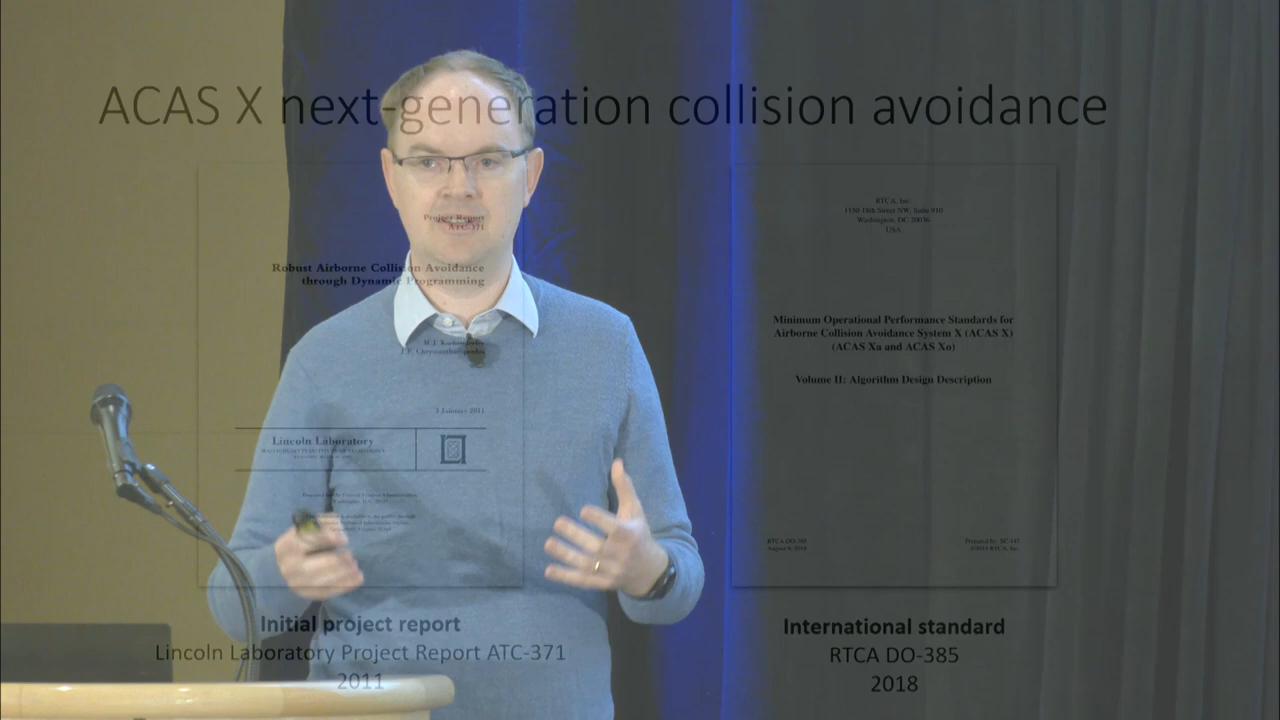 ACAS X next-generation collision avoidance
Project Report
ATC-371
Robust Airborne Collision Avoidance
through Dynamic Programming
3 January 2011
Lincoln Laboratory
MASSACHUSETTS INSTITUTE OF TECHNOLOGY
Initial project report
Lincoln Laboratory Project Report ATC-371
2011
RTCA, Inc.
1150 18th Street NW, Suite 910
Washington, DC 20036
USA
Minimum Operational Performance Standards for
Airborne Collision Avoidance System X (ACAS X)
(ACAS Xa and ACAS Xo)
Volume II: Algorithm Design Description
RTCA DO-385
Prepared by: SC-147
International standard
RTCA DO-385
2018